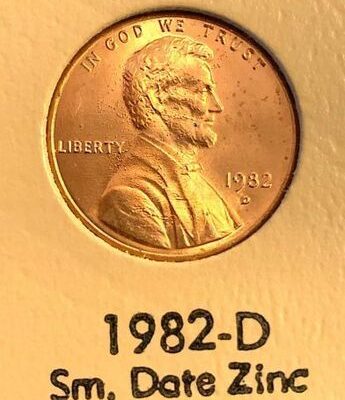 IN GOD WE TRUST
LIBERTY
1982
D
1982-D
Sm. Date Zinc